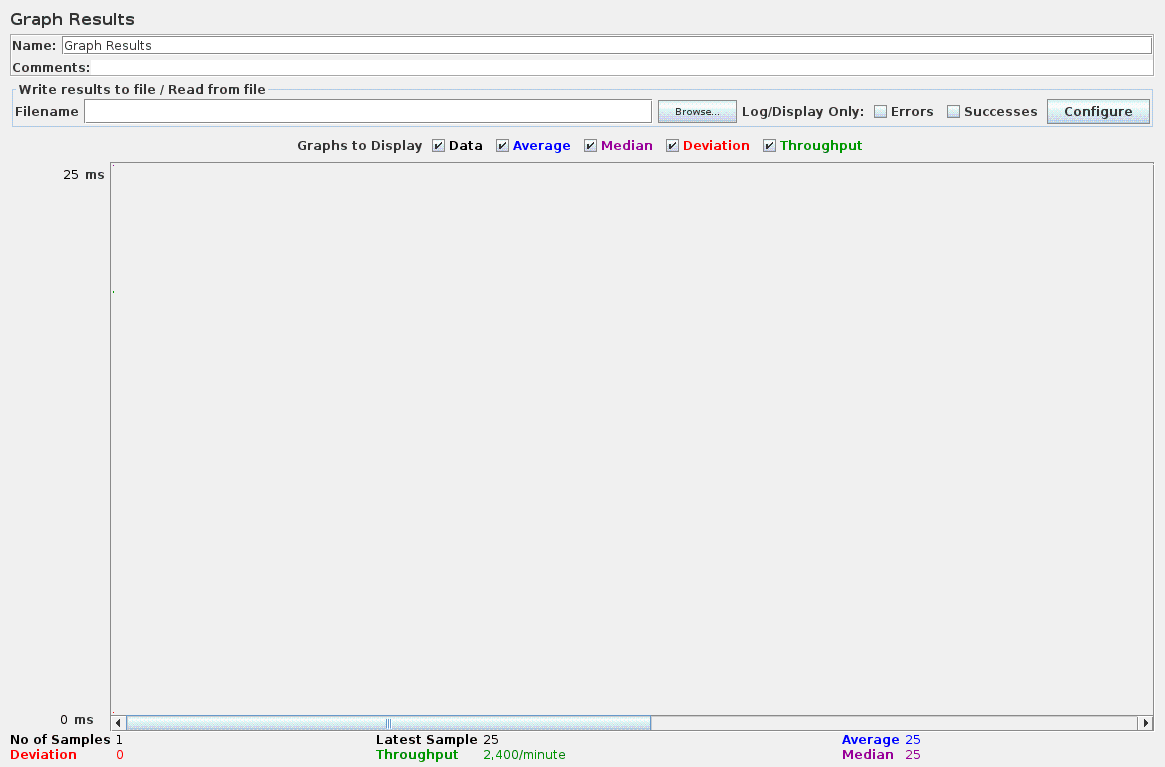 Graph Results
Name: Graph Results
Comments:
Write results to file / Read from file
Filename Browse... Log/Display Only: Errors Successes Configure
Graphs to Display Data Average Median Deviation Throughput
25 ms
0 ms
No of Samples 1 Latest Sample 25 Average 25
Deviation 0 Throughput 2,400/minute Median 25